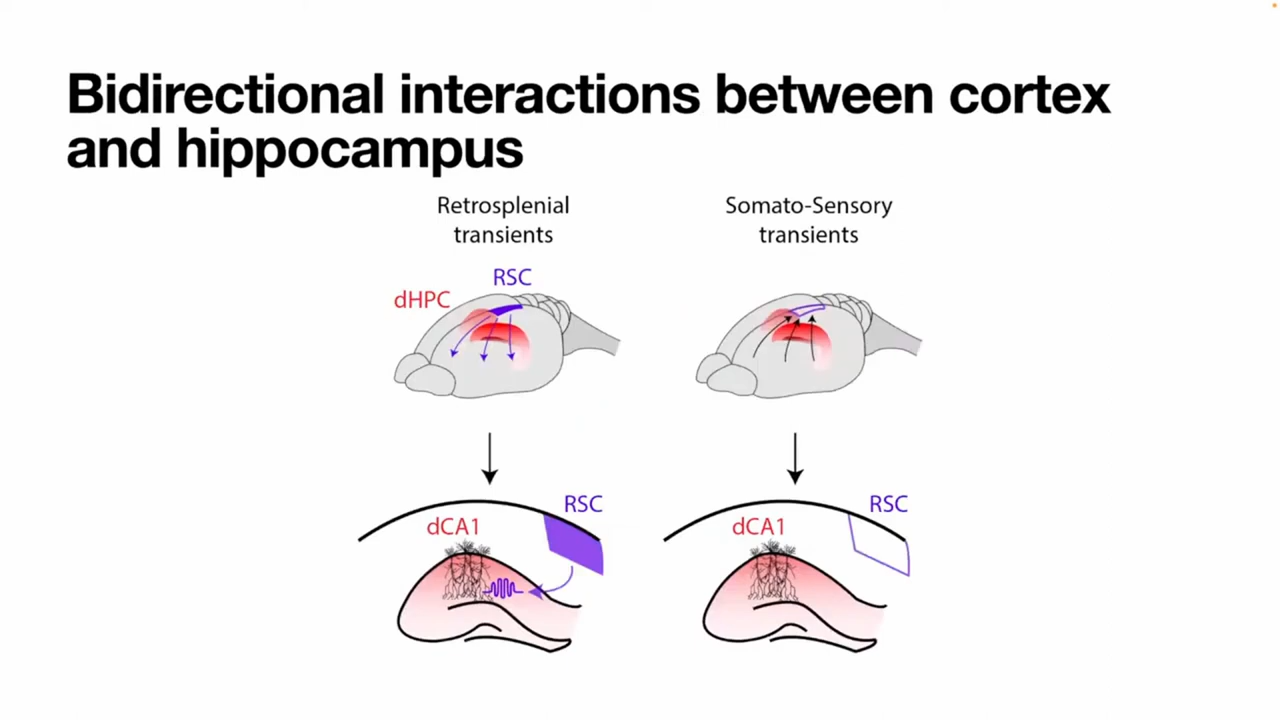 Bidirectional interactions between cortex
and hippocampus
Retrosplenial
transients
RSC
dHPC
Somato-Sensory
transients
RSC
dCA1
RSC
dCA1